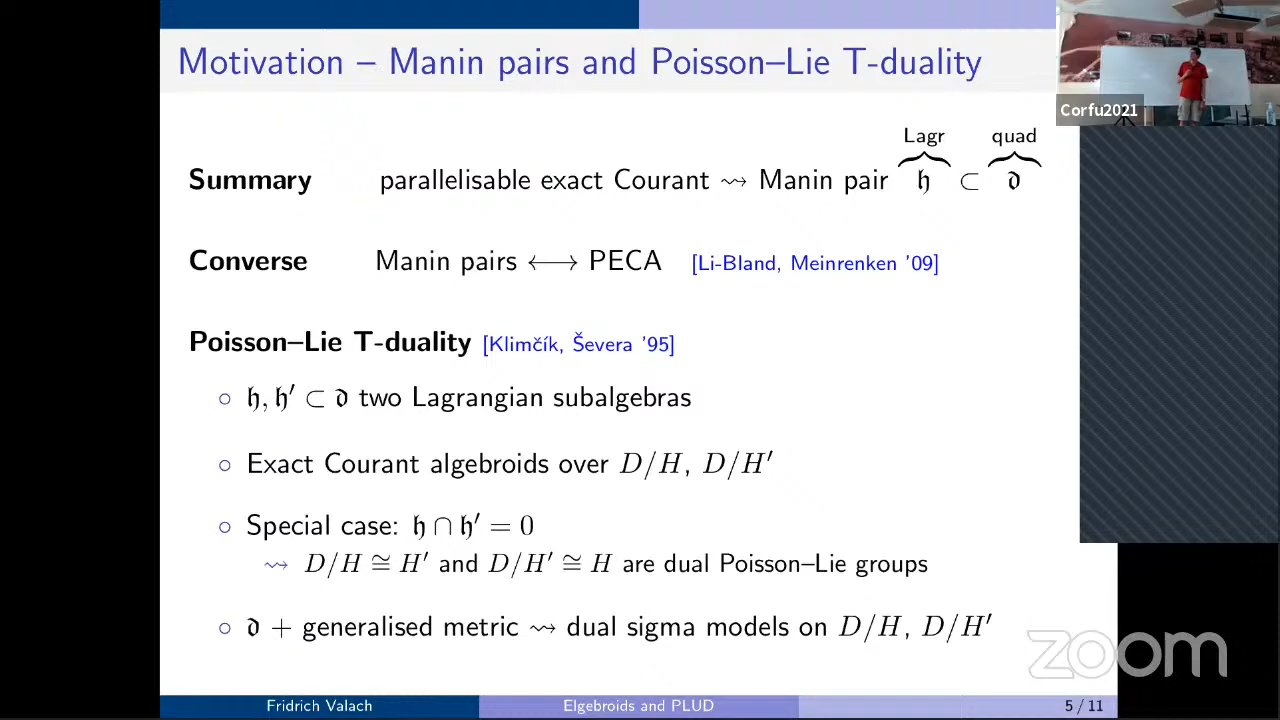 Motivation – Manin pairs and Poisson–Lie T-duality
Corfu2021
Lagr quad
Summary parallelisable exact Courant ⇝ Manin pair 𝔥 ⊂ 𝔡
Converse Manin pairs ⟷ PECA [Li-Bland, Meinrenken '09]
Poisson–Lie T-duality [Klimčík, Ševera '95]
○ 𝔥, 𝔥′ ⊂ 𝔡 two Lagrangian subalgebras
○ Exact Courant algebroids over D/H, D/H′
○ Special case: 𝔥 ∩ 𝔥′ = 0
⇝ D/H ≅ H′ and D/H′ ≅ H are dual Poisson–Lie groups
○ 𝔡 + generalised metric ⇝ dual sigma models on D/H, D/H′
zoom
Fridrich Valach Elgebroids and PLUD 5 / 11